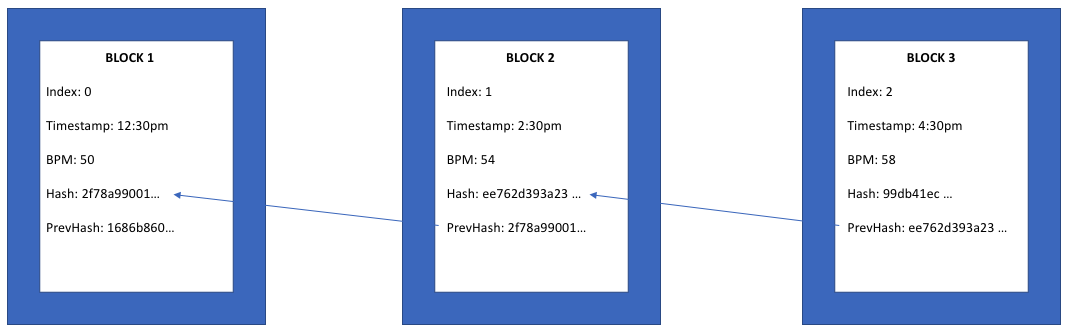 BLOCK 1
Index: 0
Timestamp: 12:30pm
BPM: 50
Hash: 2f78a99001...
PrevHash: 1686b860...
BLOCK 2
Index: 1
Timestamp: 2:30pm
BPM: 54
Hash: ee762d393a23 ...
PrevHash: 2f78a99001...
BLOCK 3
Index: 2
Timestamp: 4:30pm
BPM: 58
Hash: 99db41ec ...
PrevHash: ee762d393a23 ...